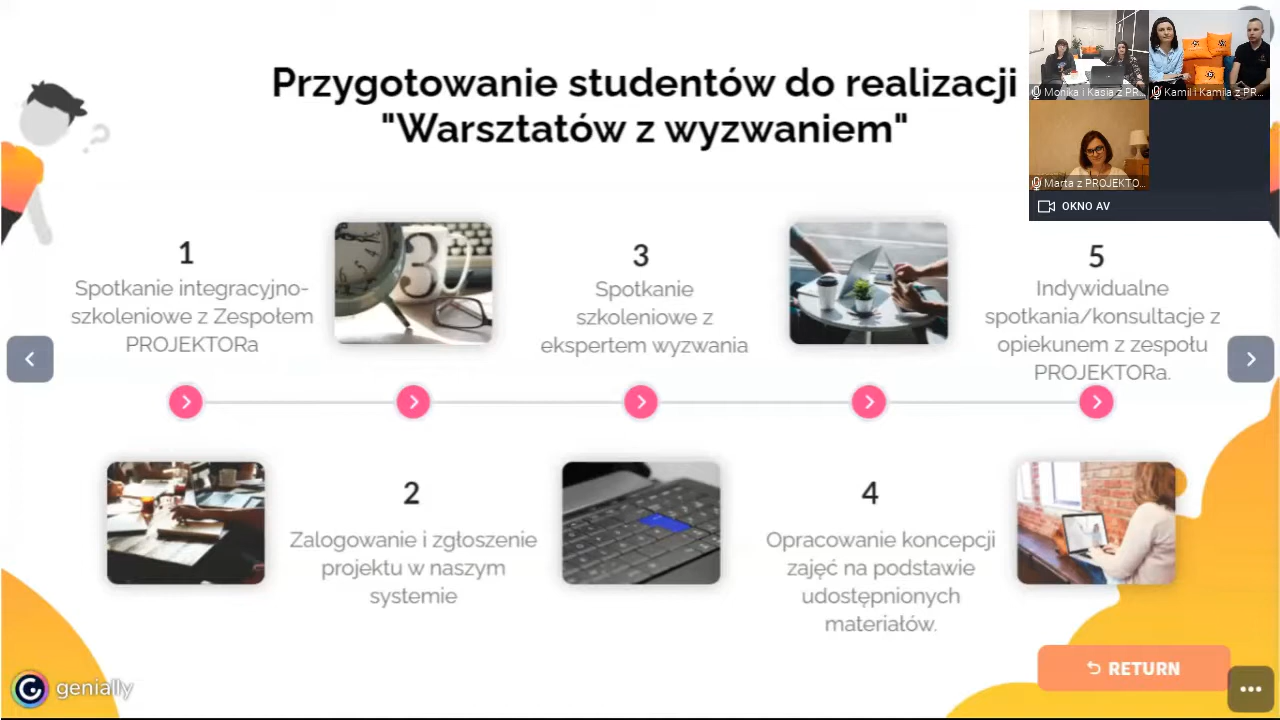 Przygotowanie studentów do realizacji
"Warsztatów z wyzwaniem"
Monika i Kasia z PR...
Kamil i Kamila z PR...
Marta z PROJEKTO...
OKNO AV
1
Spotkanie integracyjno-
szkoleniowe z Zespołem
PROJEKTORa
3
3
Spotkanie
szkoleniowe z
ekspertem wyzwania
5
Indywidualne
spotkania/konsultacje z
opiekunem z zespołu
PROJEKTORa.
2
Zalogowanie i zgłoszenie
projektu w naszym
systemie
4
Opracowanie koncepcji
zajęć na podstawie
udostępnionych
materiałów.
RETURN
genially